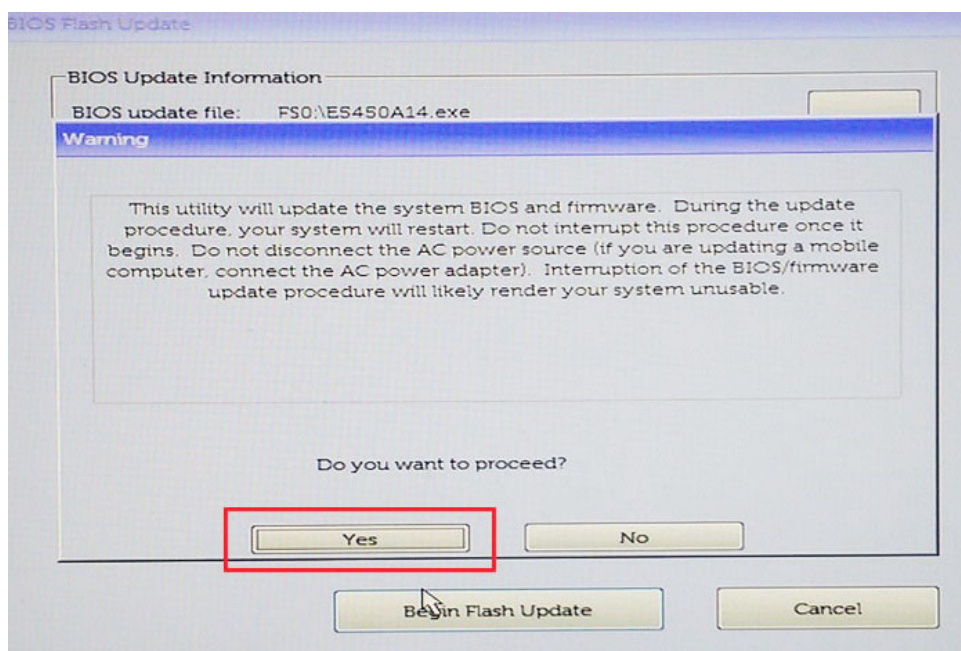 BIOS Flash Update
BIOS Update Information
BIOS update file: FS0:\E5450A14.exe
Warning
This utility will update the system BIOS and firmware. During the update
procedure, your system will restart. Do not interrupt this procedure once it
begins. Do not disconnect the AC power source (if you are updating a mobile
computer, connect the AC power adapter). Interruption of the BIOS/firmware
update procedure will likely render your system unusable.
Do you want to proceed?
Yes
No
Begin Flash Update
Cancel